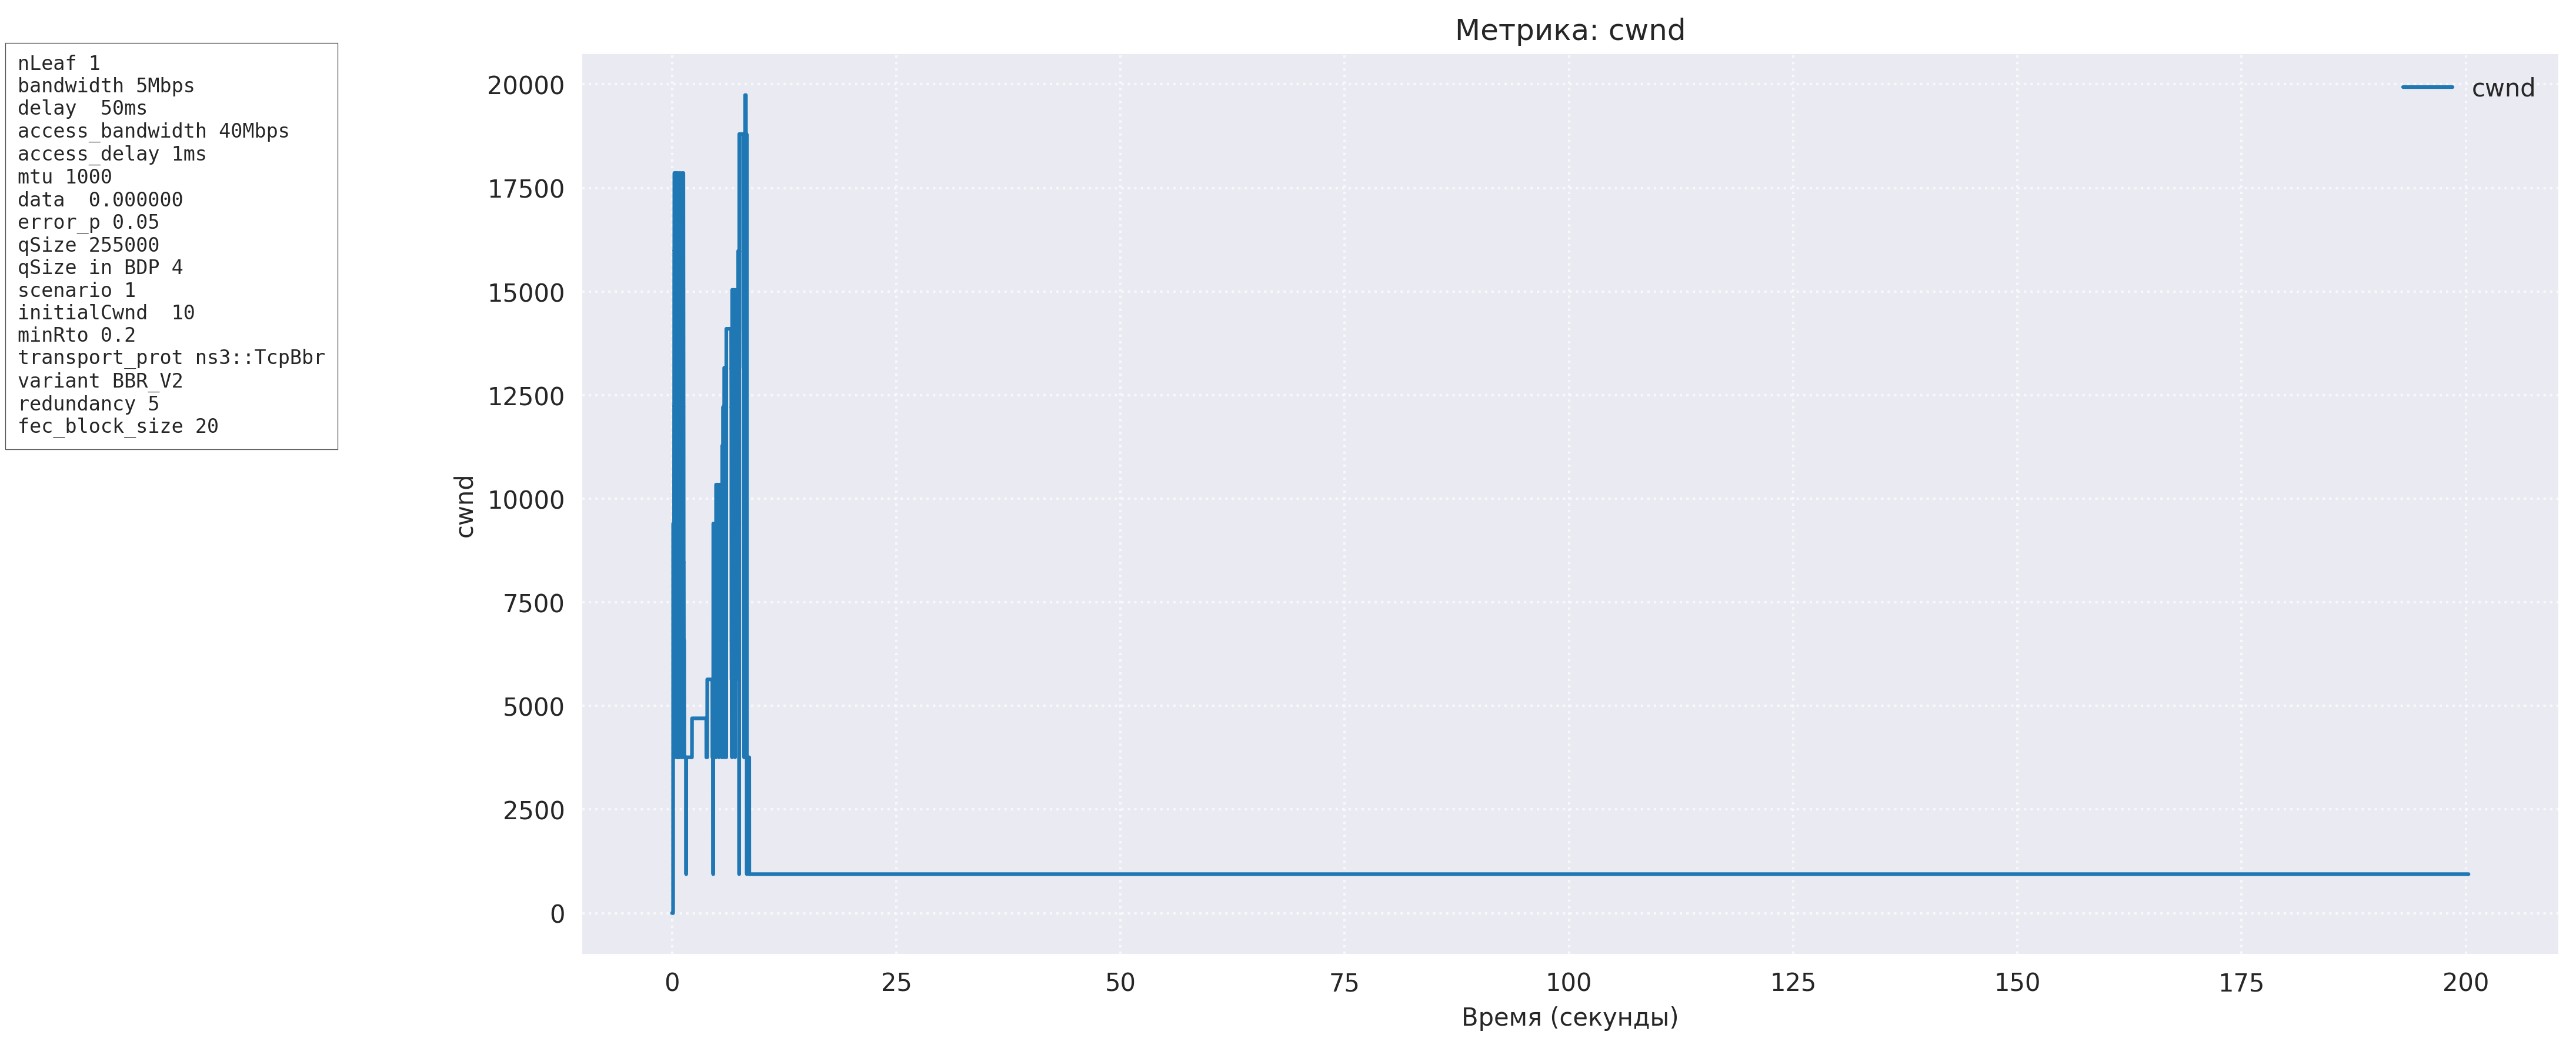 Метрика: cwnd
nLeaf 1
bandwidth 5Mbps
delay  50ms
access_bandwidth 40Mbps
access_delay 1ms
mtu 1000
data  0.000000
error_p 0.05
qSize 255000
qSize in BDP 4
scenario 1
initialCwnd  10
minRto 0.2
transport_prot ns3::TcpBbr
variant BBR_V2
redundancy 5
fec_block_size 20
cwnd
20000
17500
15000
12500
10000
7500
5000
2500
0
cwnd
0 25 50 75 100 125 150 175 200
Время (секунды)